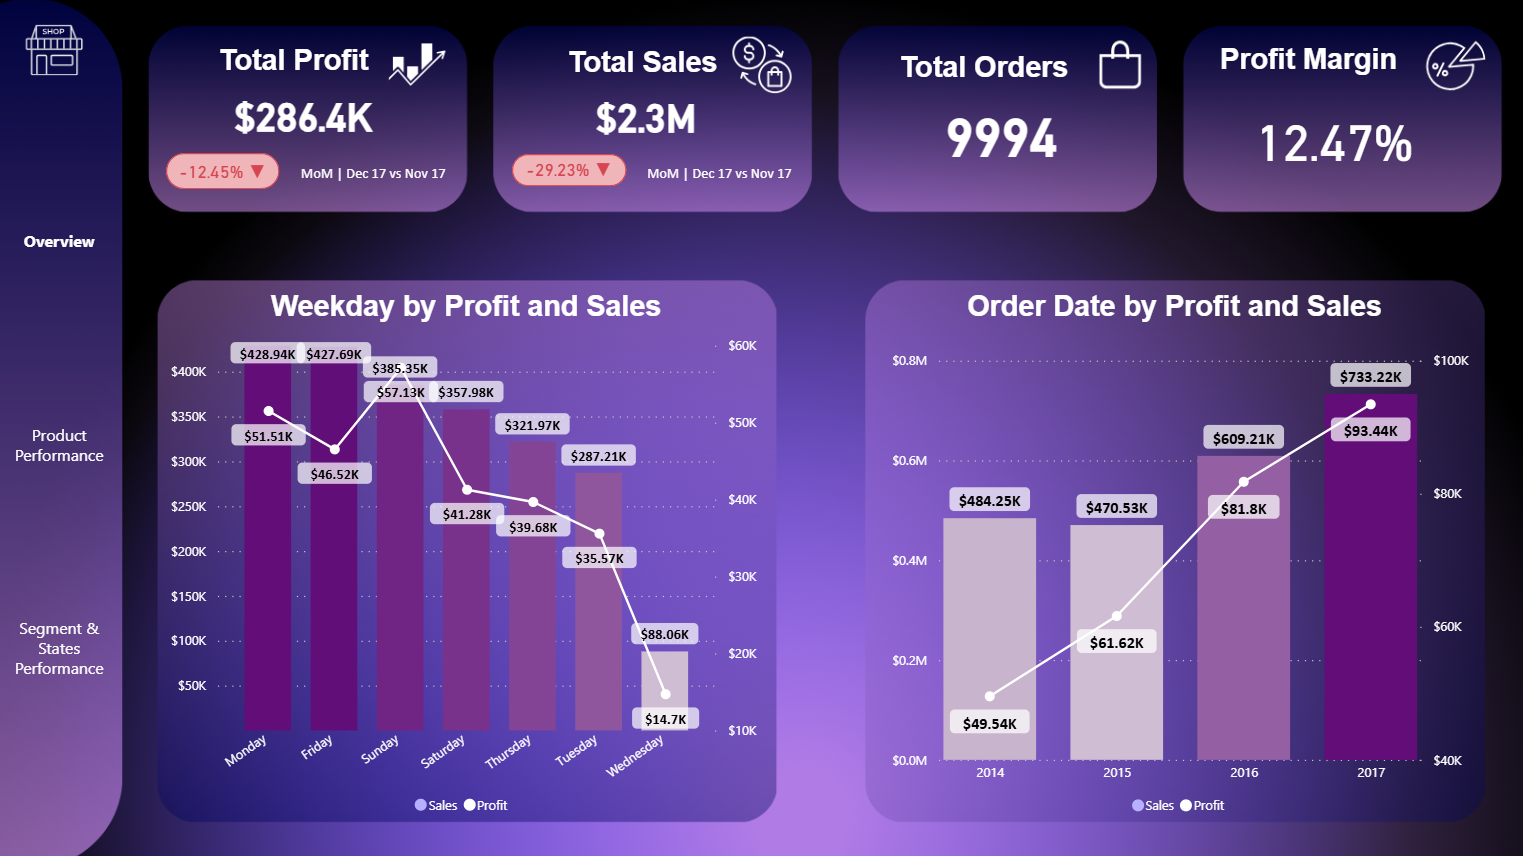 SHOP
Overview
Product
Performance
Segment &
States
Performance
Total Profit
$286.4K
-12.45% ▼
MoM | Dec 17 vs Nov 17
Total Sales
$
$2.3M
-29.23% ▼
MoM | Dec 17 vs Nov 17
Total Orders
9994
Profit Margin
%
12.47%
Weekday by Profit and Sales
$400K
$350K
$300K
$250K
$200K
$150K
$100K
$50K
$60K
$50K
$40K
$30K
$20K
$10K
$428.94K
$427.69K
$385.35K
$357.98K
$321.97K
$287.21K
$88.06K
$51.51K
$46.52K
$57.13K
$41.28K
$39.68K
$35.57K
$14.7K
Monday
Friday
Sunday
Saturday
Thursday
Tuesday
Wednesday
Sales Profit
Order Date by Profit and Sales
$0.8M
$0.6M
$0.4M
$0.2M
$0.0M
$100K
$80K
$60K
$40K
$484.25K
$470.53K
$609.21K
$733.22K
$49.54K
$61.62K
$81.8K
$93.44K
2014
2015
2016
2017
Sales Profit